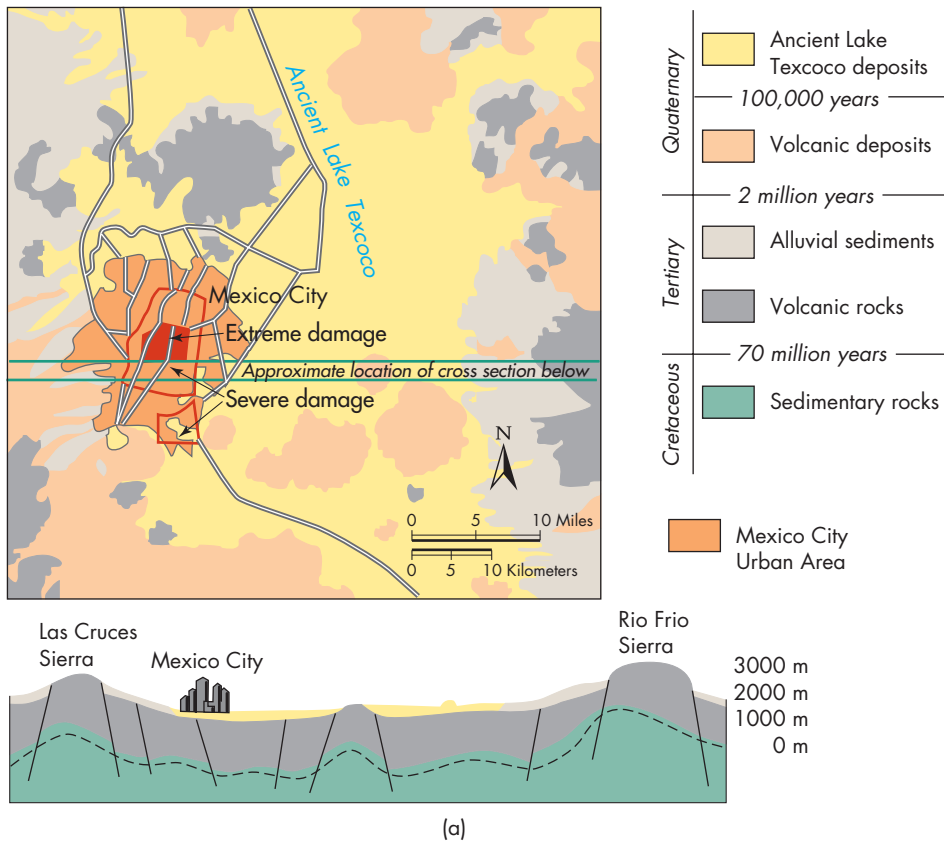 Ancient Lake Texcoco
Mexico City
Extreme damage
Approximate location of cross section below
Severe damage
N
0 5 10 Miles
0 5 10 Kilometers
Quaternary
Ancient Lake
Texcoco deposits
100,000 years
Volcanic deposits
2 million years
Tertiary
Alluvial sediments
Volcanic rocks
70 million years
Cretaceous
Sedimentary rocks
Mexico City
Urban Area
Las Cruces
Sierra
Mexico City
Rio Frio
Sierra
3000 m
2000 m
1000 m
0 m
(a)